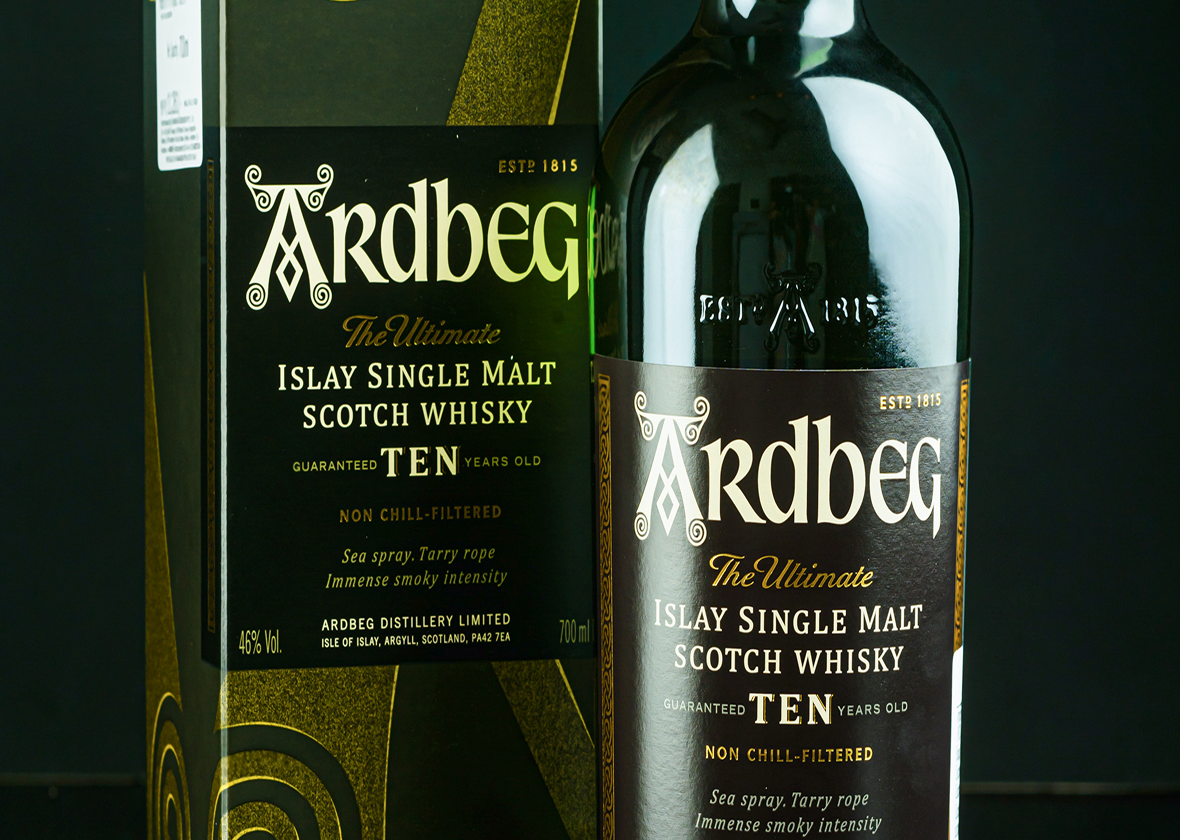 ESTD 1815
ARdbEG
The Ultimate
ISLAY SINGLE MALT
SCOTCH WHISKY
GUARANTEED TEN YEARS OLD
NON CHILL-FILTERED
Sea spray. Tarry rope
Immense smoky intensity
ARDBEG DISTILLERY LIMITED
ISLE OF ISLAY, ARGYLL, SCOTLAND, PA42 7EA
46% Vol.
700 ml
ESTD A 1815
ESTD 1815
ARdbEG
The Ultimate
ISLAY SINGLE MALT
SCOTCH WHISKY
GUARANTEED TEN YEARS OLD
NON CHILL-FILTERED
Sea spray. Tarry rope
Immense smoky intensity